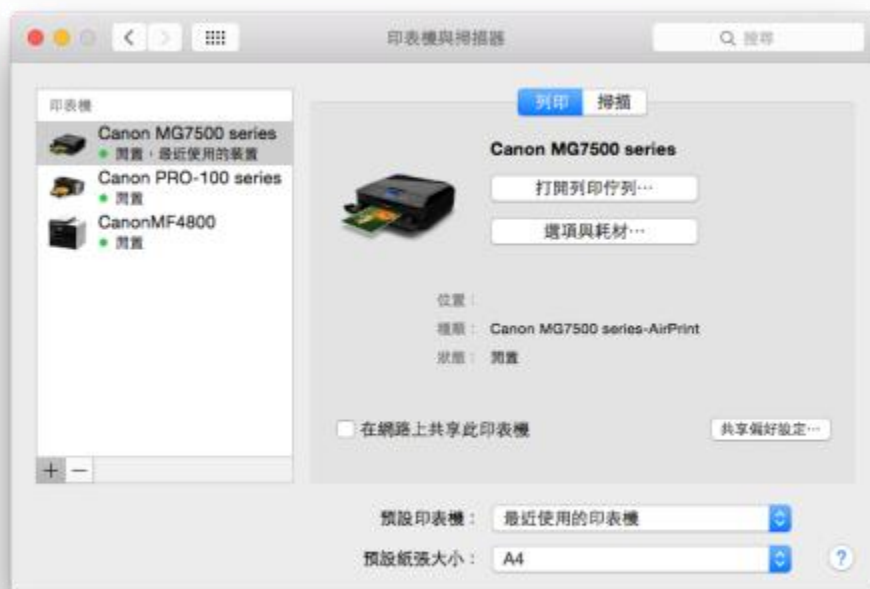 印表機與掃描器
搜尋
印表機
Canon MG7500 series
閒置，最近使用的裝置
Canon PRO-100 series
閒置
CanonMF4800
閒置
列印 掃描
Canon MG7500 series
打開列印佇列…
選項與耗材…
位置：
種類： Canon MG7500 series-AirPrint
狀態： 閒置
在網路上共享此印表機
共享偏好設定…
+ −
預設印表機： 最近使用的印表機
預設紙張大小： A4
?